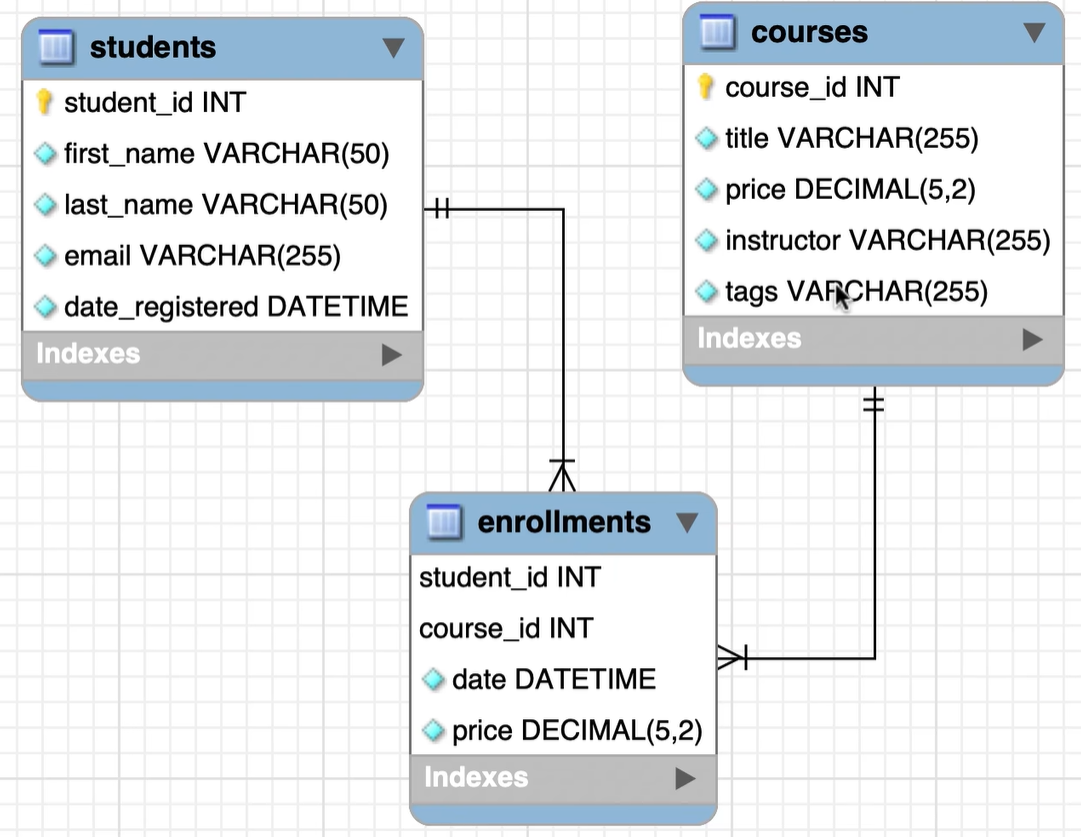 students
student_id INT
first_name VARCHAR(50)
last_name VARCHAR(50)
email VARCHAR(255)
date_registered DATETIME
Indexes
courses
course_id INT
title VARCHAR(255)
price DECIMAL(5,2)
instructor VARCHAR(255)
tags VARCHAR(255)
Indexes
enrollments
student_id INT
course_id INT
date DATETIME
price DECIMAL(5,2)
Indexes